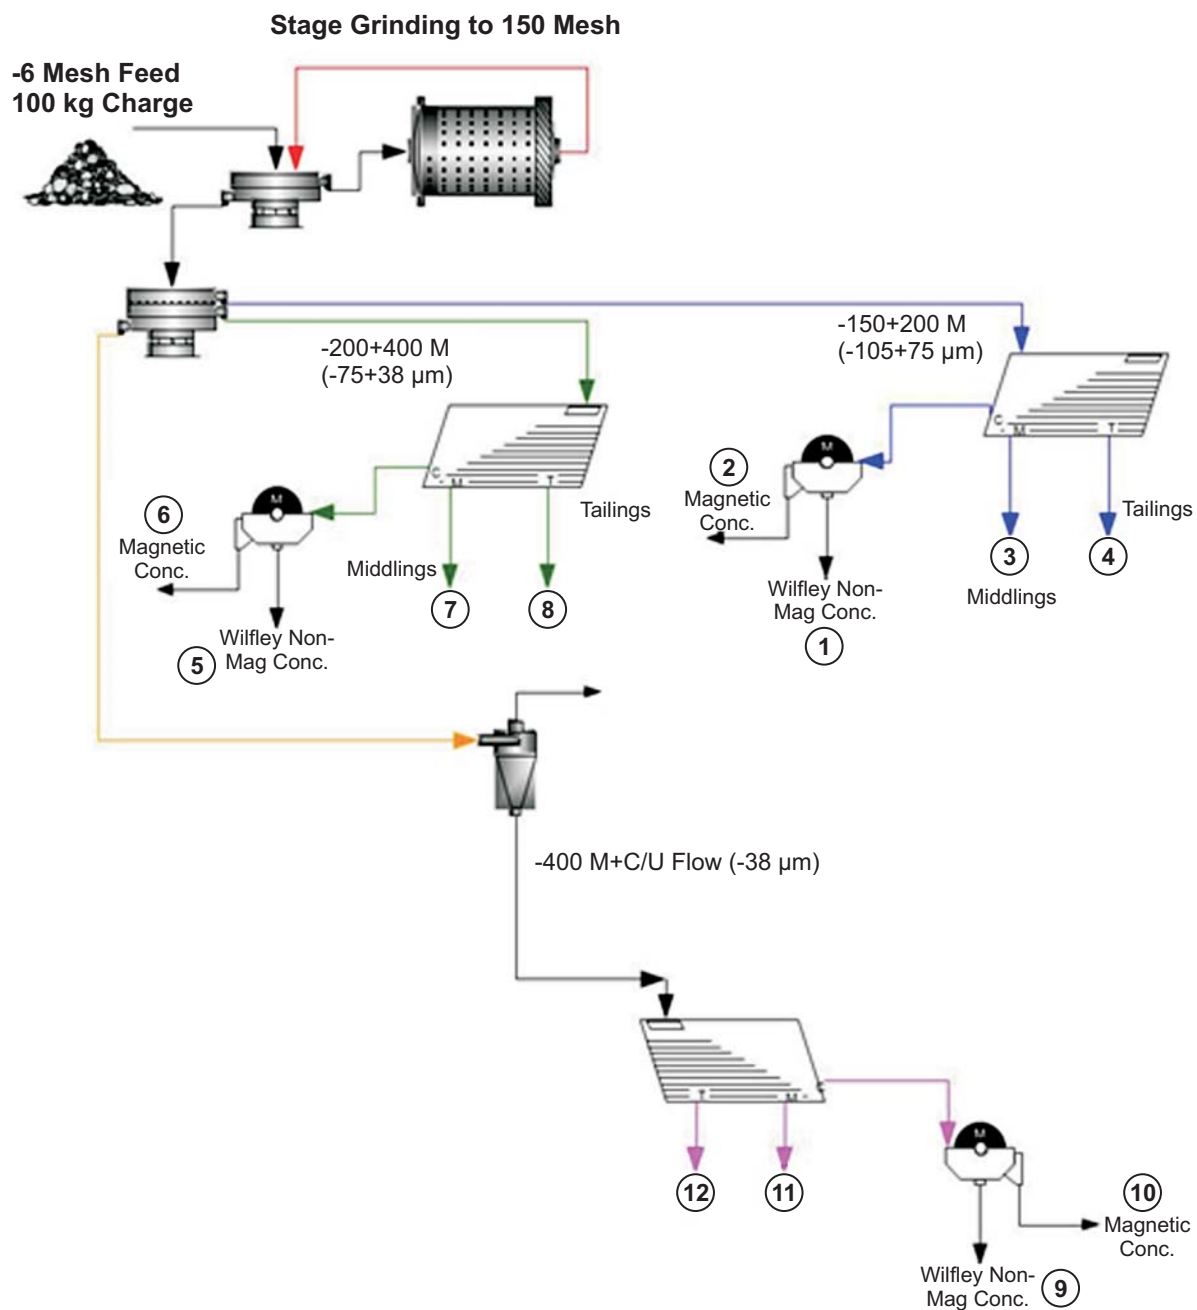 Stage Grinding to 150 Mesh
-6 Mesh Feed
100 kg Charge
-200+400 M
(-75+38 µm)
-150+200 M
(-105+75 µm)
C
M
T
Tailings
M
6
Magnetic
Conc.
Middlings
7
8
Wilfley Non-
Mag Conc.
5
C
M
T
Tailings
M
2
Magnetic
Conc.
3
Middlings
4
Wilfley Non-
Mag Conc.
1
-400 M+C/U Flow (-38 µm)
T
M
C
12
11
M
10
Magnetic
Conc.
Wilfley Non-
Mag Conc.
9